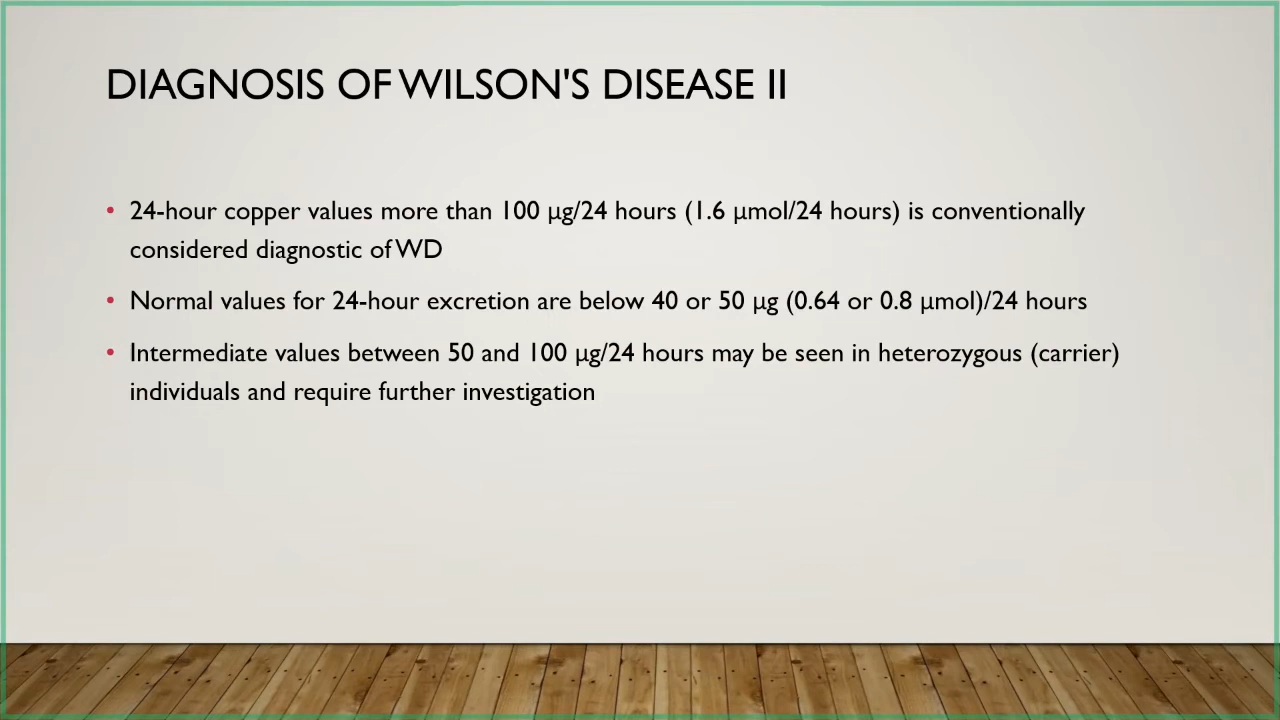 DIAGNOSIS OF WILSON'S DISEASE II
• 24-hour copper values more than 100 µg/24 hours (1.6 µmol/24 hours) is conventionally
considered diagnostic of WD
• Normal values for 24-hour excretion are below 40 or 50 µg (0.64 or 0.8 µmol)/24 hours
• Intermediate values between 50 and 100 µg/24 hours may be seen in heterozygous (carrier)
individuals and require further investigation